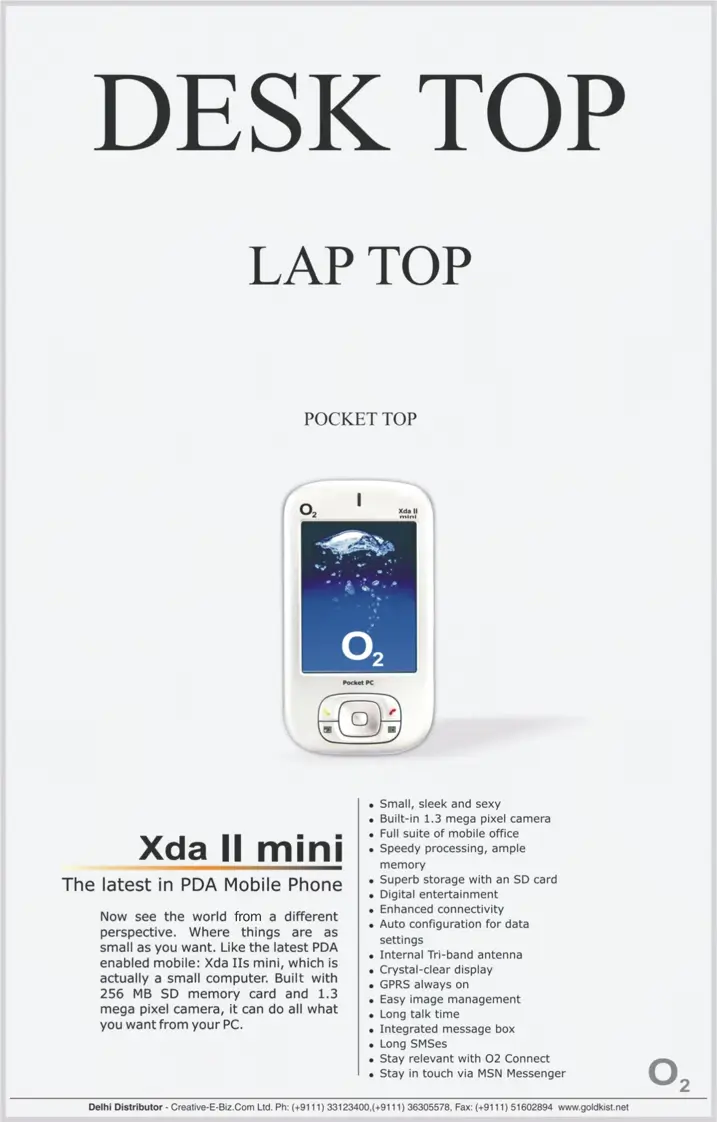 DESK TOP
LAP TOP
POCKET TOP
O2
Xda II
mini
O2
Pocket PC
Xda II mini
The latest in PDA Mobile Phone
Now see the world from a different
perspective. Where things are as
small as you want. Like the latest PDA
enabled mobile: Xda IIs mini, which is
actually a small computer. Built with
256 MB SD memory card and 1.3
mega pixel camera, it can do all what
you want from your PC.
• Small, sleek and sexy
• Built-in 1.3 mega pixel camera
• Full suite of mobile office
• Speedy processing, ample
memory
• Superb storage with an SD card
• Digital entertainment
• Enhanced connectivity
• Auto configuration for data
settings
• Internal Tri-band antenna
• Crystal-clear display
• GPRS always on
• Easy image management
• Long talk time
• Integrated message box
• Long SMSes
• Stay relevant with O2 Connect
• Stay in touch via MSN Messenger
O2
Delhi Distributor - Creative-E-Biz.Com Ltd. Ph: (+9111) 33123400,(+9111) 36305578, Fax: (+9111) 51602894 www.goldkist.net